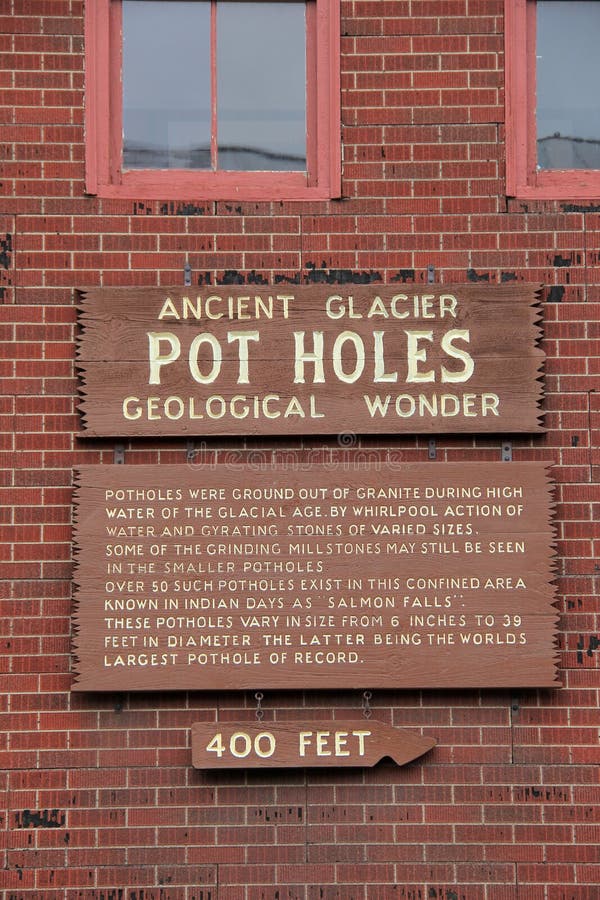 ANCIENT GLACIER
POT HOLES
GEOLOGICAL WONDER
POTHOLES WERE GROUND OUT OF GRANITE DURING HIGH
WATER OF THE GLACIAL AGE. BY WHIRLPOOL ACTION OF
WATER AND GYRATING STONES OF VARIED SIZES.
SOME OF THE GRINDING MILLSTONES MAY STILL BE SEEN
IN THE SMALLER POTHOLES
OVER 50 SUCH POTHOLES EXIST IN THIS CONFINED AREA
KNOWN IN INDIAN DAYS AS "SALMON FALLS".
THESE POTHOLES VARY IN SIZE FROM 6 INCHES TO 39
FEET IN DIAMETER. THE LATTER BEING THE WORLDS
LARGEST POTHOLE OF RECORD.
400 FEET
dreamstime